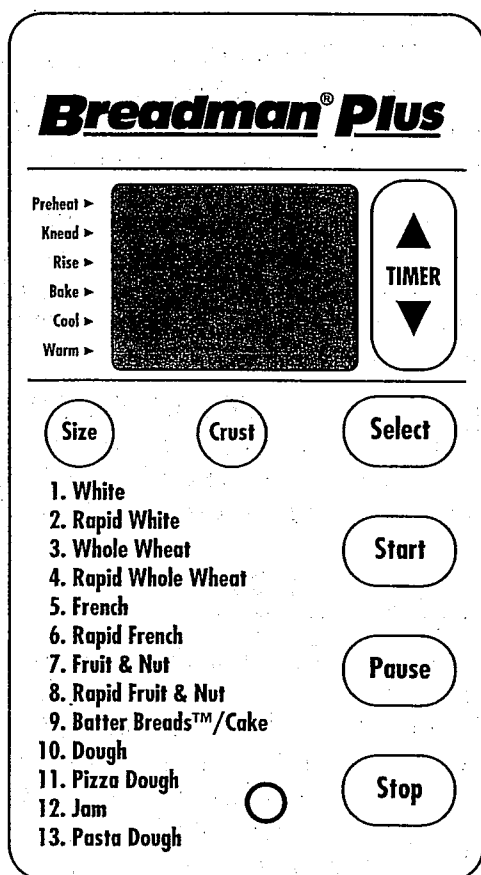 Breadman® Plus
Preheat ►
Knead ►
Rise ►
Bake ►
Cool ►
Warm ►
▲
TIMER
▼
Size
Crust
Select
1. White
2. Rapid White
3. Whole Wheat
4. Rapid Whole Wheat
5. French
6. Rapid French
7. Fruit & Nut
8. Rapid Fruit & Nut
9. Batter Breads™/Cake
10. Dough
11. Pizza Dough
12. Jam
13. Pasta Dough
Start
Pause
Stop